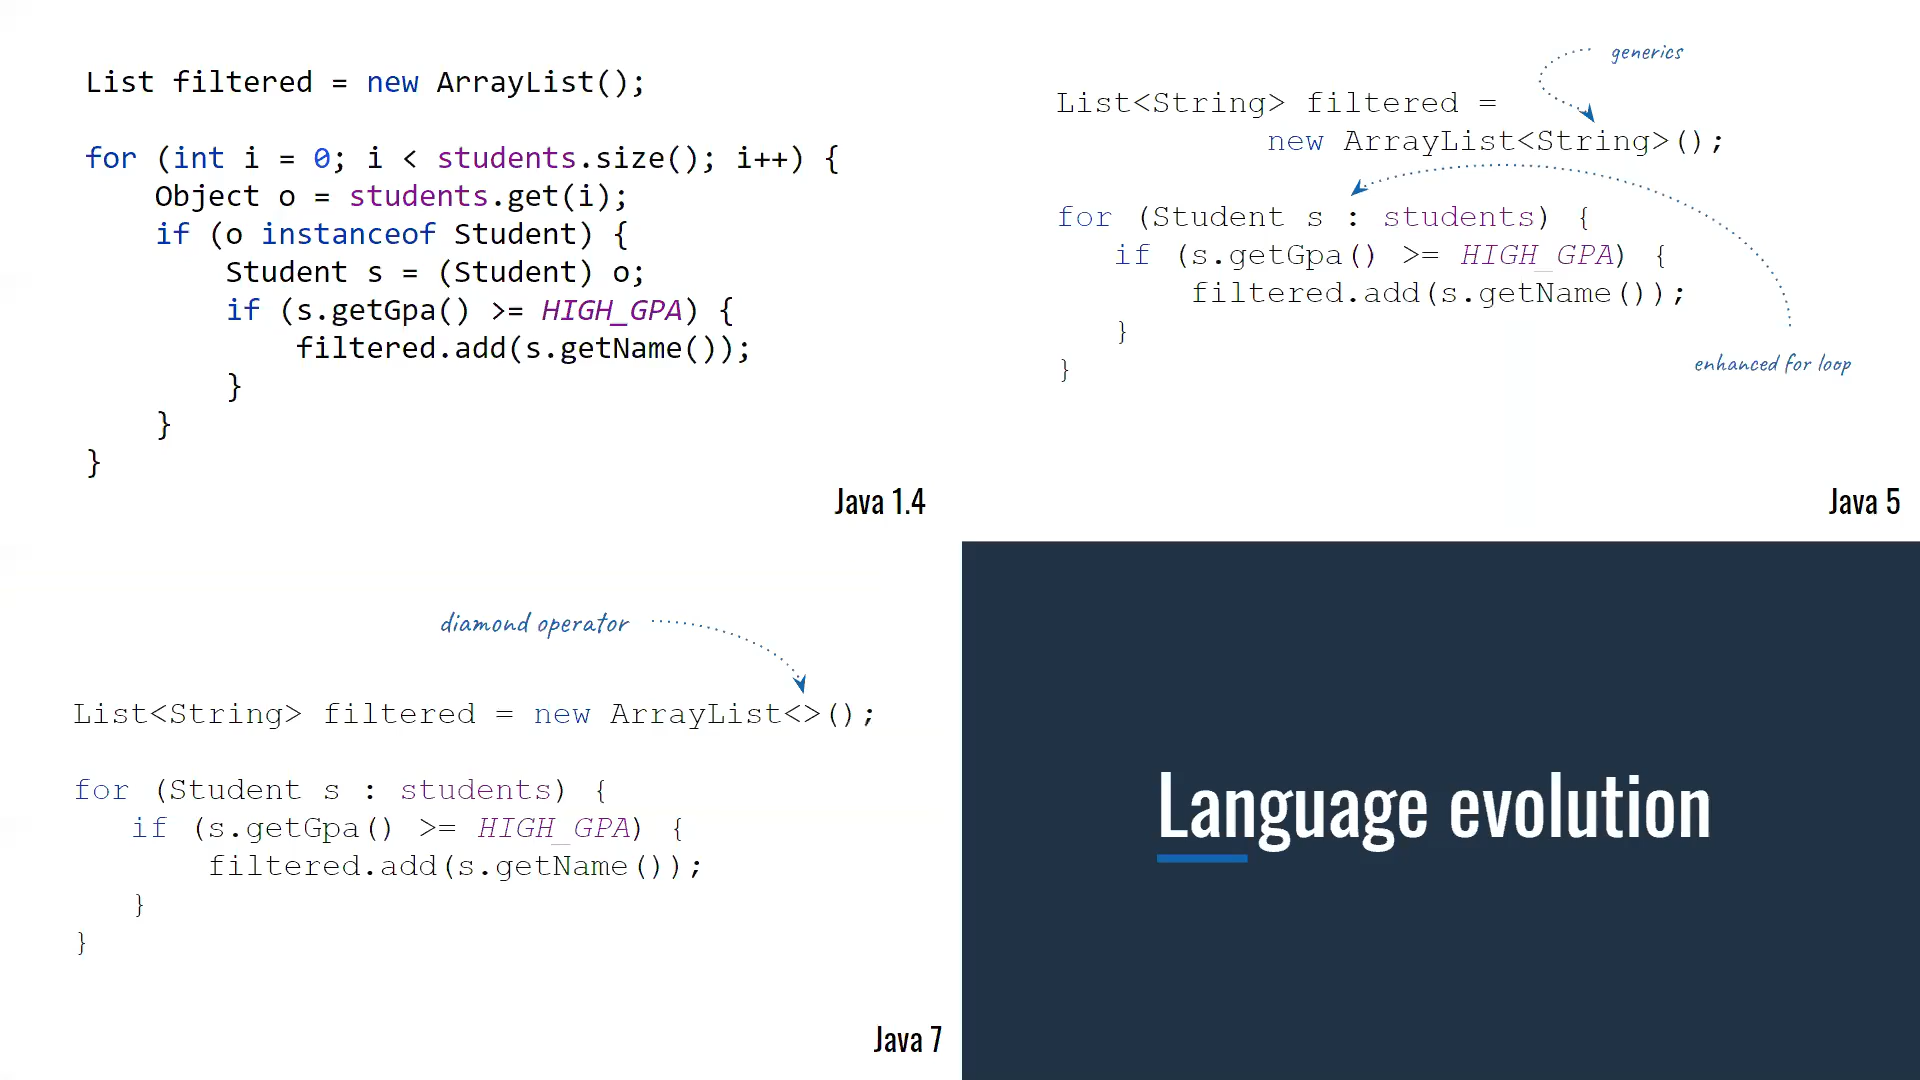 List filtered = new ArrayList();
for (int i = 0; i < students.size(); i++) {
    Object o = students.get(i);
    if (o instanceof Student) {
        Student s = (Student) o;
        if (s.getGpa() >= HIGH_GPA) {
            filtered.add(s.getName());
        }
    }
}
Java 1.4
generics
List<String> filtered =
           new ArrayList<String>();
for (Student s : students) {
   if (s.getGpa() >= HIGH_GPA) {
       filtered.add(s.getName());
   }
}
enhanced for loop
Java 5
diamond operator
List<String> filtered = new ArrayList<>();
for (Student s : students) {
   if (s.getGpa() >= HIGH_GPA) {
       filtered.add(s.getName());
   }
}
Java 7
Language evolution